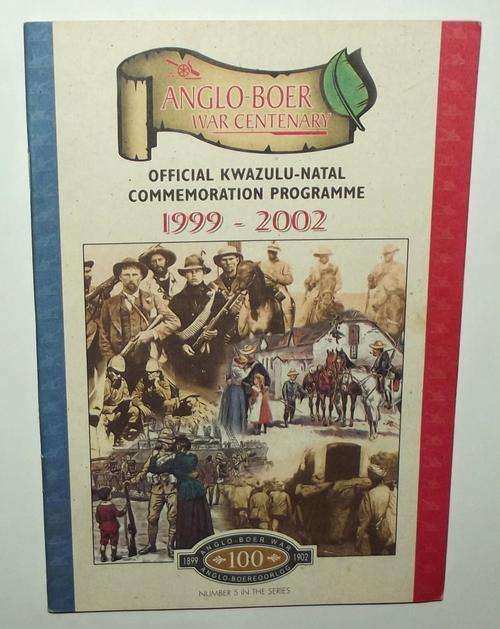 ANGLO-BOER
WAR CENTENARY
OFFICIAL KWAZULU-NATAL
COMMEMORATION PROGRAMME
1999 - 2002
ANGLO-BOER WAR
1899 100 1902
ANGLO-BOEREOORLOG
NUMBER 5 IN THE SERIES